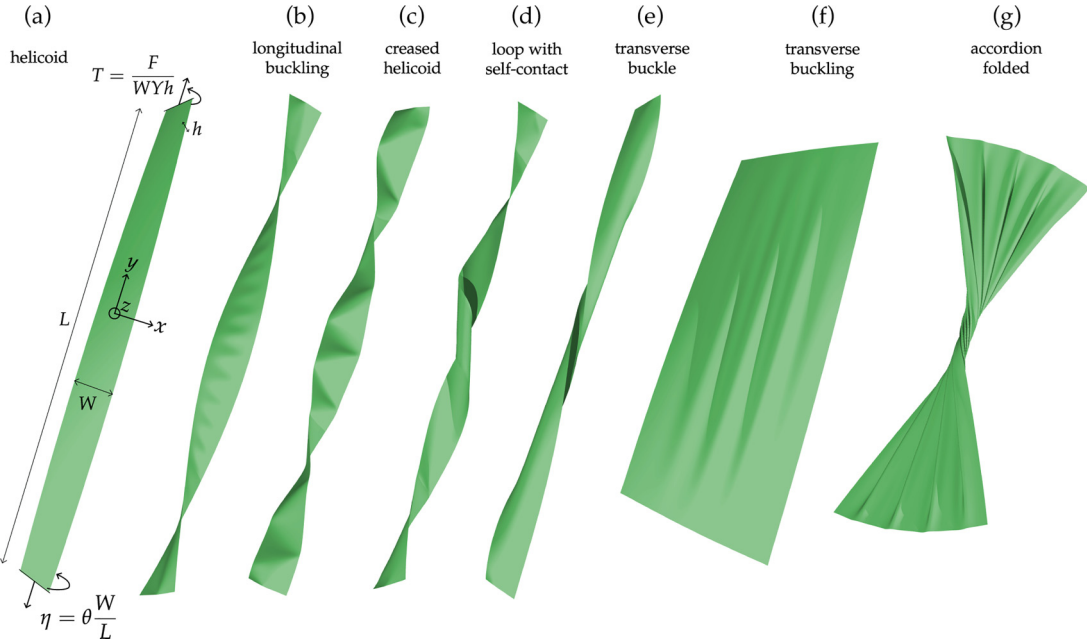 (a)
helicoid
T = F/WYh
h
y
z
x
L
W
η = θ W/L
(b)
longitudinal
buckling
(c)
creased
helicoid
(d)
loop with
self-contact
(e)
transverse
buckle
(f)
transverse
buckling
(g)
accordion
folded